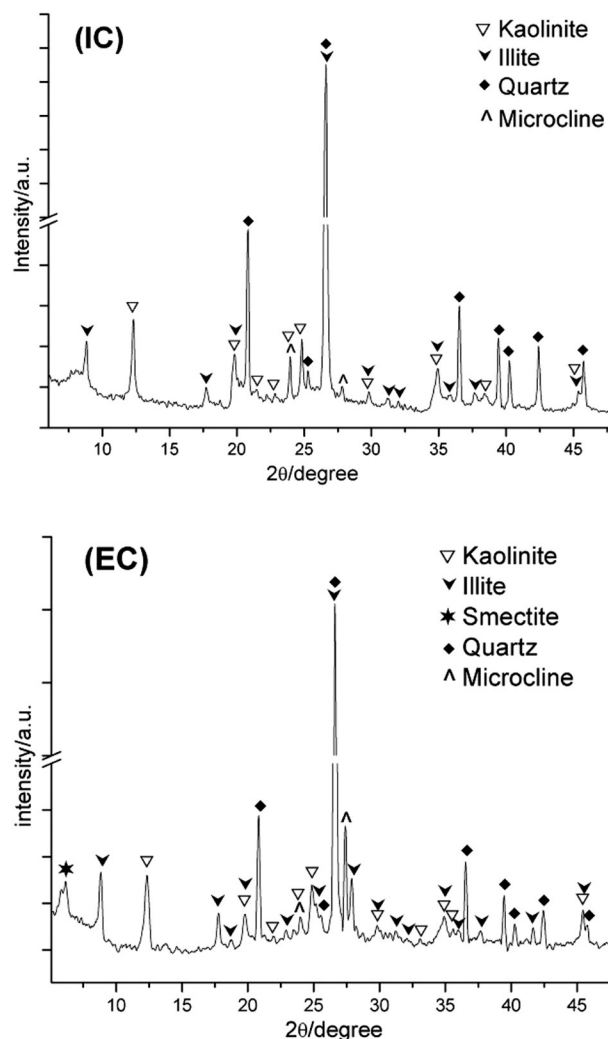 (IC)
▽ Kaolinite
Illite
◆ Quartz
^ Microcline
Intensity/a.u.
10 15 20 25 30 35 40 45
2θ/degree
(EC)
▽ Kaolinite
Illite
✶ Smectite
◆ Quartz
^ Microcline
intensity/a.u.
10 15 20 25 30 35 40 45
2θ/degree